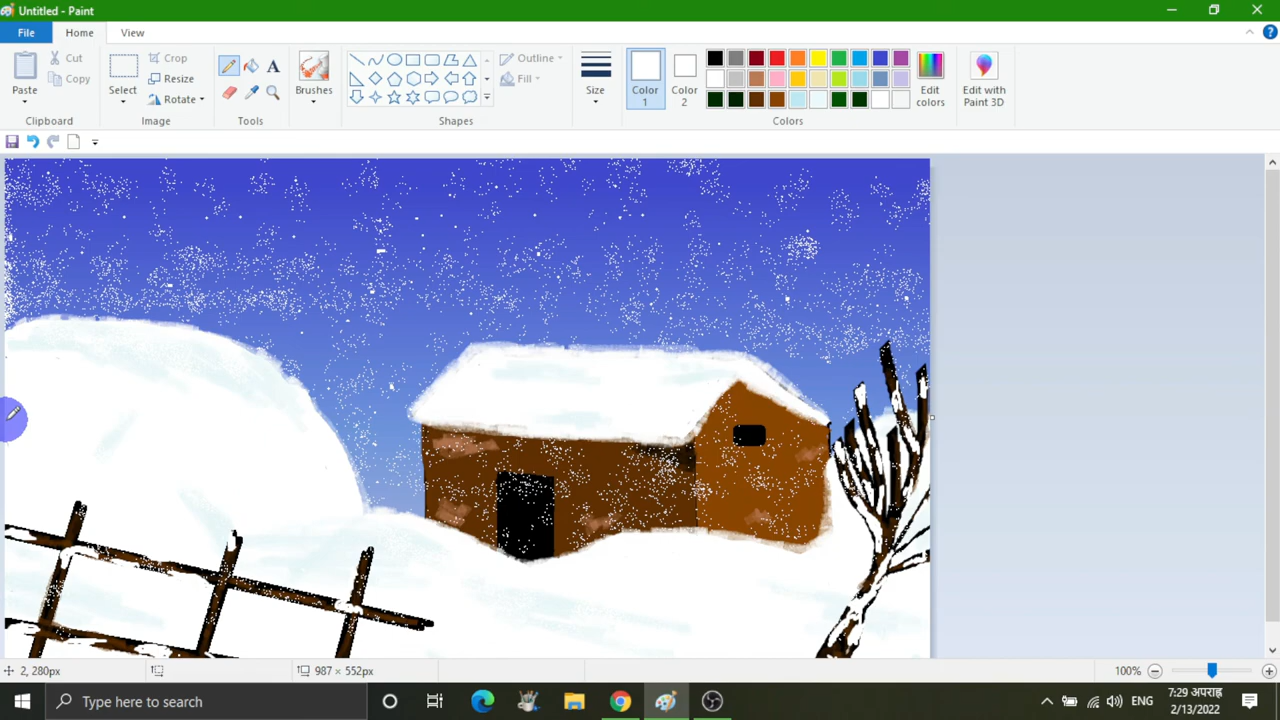 Untitled - Paint
File Home View
Paste
Cut
Copy
Clipboard
Select
Crop
Resize
Rotate
Image
A
Tools
Brushes
Outline
Fill
Shapes
Size
Color 1
Color 2
Edit colors
Colors
Edit with Paint 3D
2, 280px
987 × 552px
100%
Type here to search
ENG
7:29 अपराह्न
2/13/2022